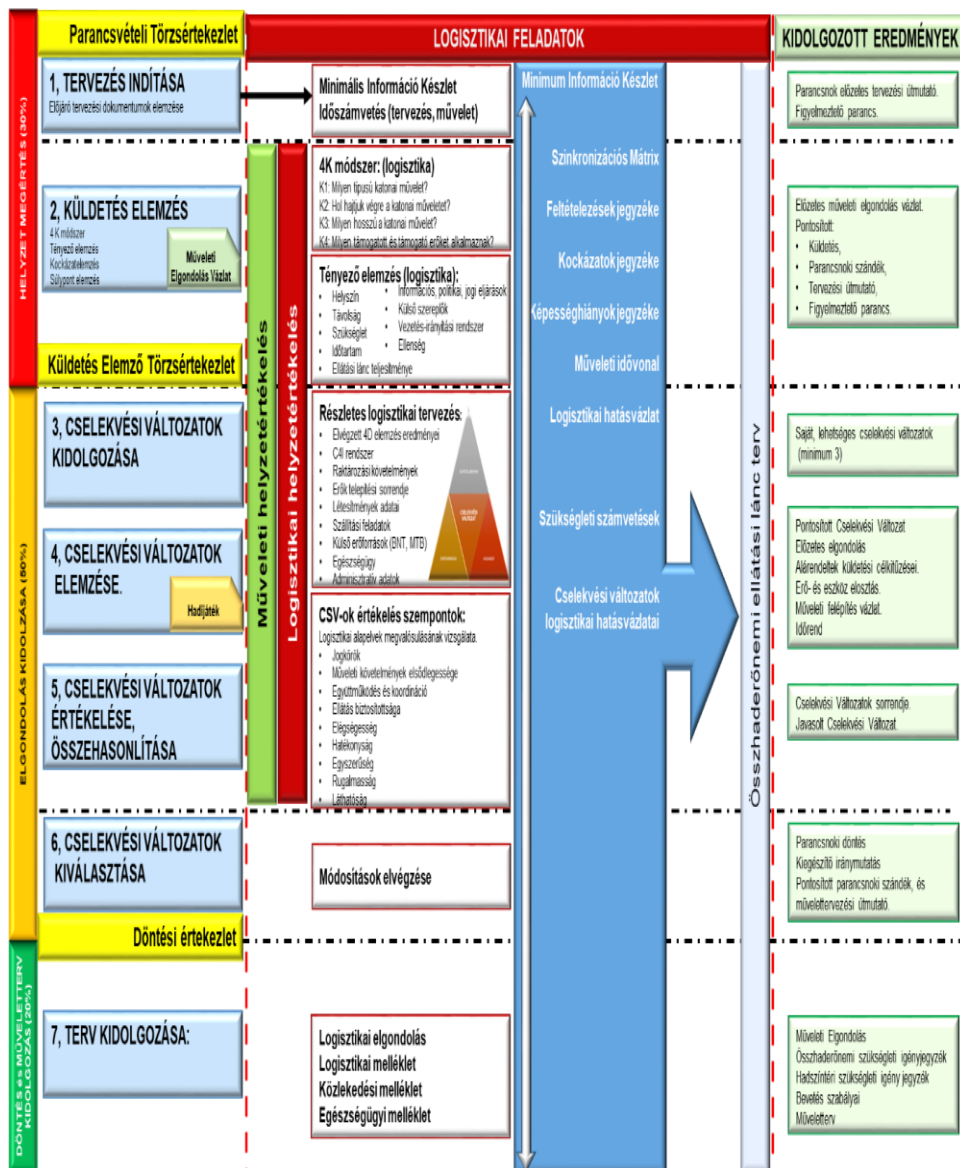 Parancsvételi Törzsértekezlet
LOGISZTIKAI FELADATOK
KIDOLGOZOTT EREDMÉNYEK
HELYZET MEGÉRTÉS (30%)
1, TERVEZÉS INDÍTÁSA
Előjáró tervezési dokumentumok elemzése
Minimális Információ Készlet
Időszámvetés (tervezés, művelet)
Minimum Információ Készlet
Parancsnok előzetes tervezési útmutató.
Figyelmeztető parancs.
2, KÜLDETÉS ELEMZÉS
4 K módszer
Tényező elemzés
Kockázatelemzés
Súlypont elemzés
Műveleti
Elgondolás Vázlat
Műveleti helyzetértékelés
Logisztikai helyzetértékelés
4K módszer: (logisztika)
K1: Milyen típusú katonai művelet?
K2: Hol hajtjuk végre a katonai műveletet?
K3: Milyen hosszú a katonai művelet?
K4: Milyen támogatott és támogató erőket alkalmaznak?
Tényező elemzés (logisztika):
• Helyszín
• Távolság
• Szükséglet
• Időtartam
• Ellátási lánc teljesítménye
• Információs, politikai, jogi eljárások
• Külső szereplők
• Vezetés-irányítási rendszer
• Ellenség
Szinkronizációs Mátrix
Feltételezések jegyzéke
Kockázatok jegyzéke
Képességhiányok jegyzéke
Műveleti idővonal
Logisztikai hatásvázlat
Szükségleti számvetések
Cselekvési változatok
logisztikai hatásvázlatai
Összhaderőnemi ellátási lánc terv
Előzetes műveleti elgondolás vázlat.
Pontosított:
• Küldetés,
• Parancsnoki szándék,
• Tervezési útmutató,
• Figyelmeztető parancs.
Küldetés Elemző Törzsértekezlet
ELGONDOLÁS KIDOLZÁSA (50%)
3, CSELEKVÉSI VÁLTOZATOK
KIDOLGOZÁSA
Részletes logisztikai tervezés:
• Elvégzett 4D elemzés eredményei
• C4I rendszer
• Raktározási követelmények
• Erők telepítési sorrendje
• Létesítmények adatai
• Szállítási feladatok
• Külső erőforrások (BNT, MTB)
• Egészségügy
• Adminisztratív adatok
CSELEKVÉSI
VÁLTOZAT
Saját, lehetséges cselekvési változatok
(minimum 3)
4, CSELEKVÉSI VÁLTOZATOK
ELEMZÉSE.
Hadijáték
Pontosított Cselekvési Változat
Előzetes elgondolás
Alárendeltek küldetési célkitűzései.
Erő- és eszköz elosztás.
Műveleti felépítés vázlat.
Időrend
5, CSELEKVÉSI VÁLTOZATOK
ÉRTÉKELÉSE,
ÖSSZEHASONLÍTÁSA
CSV-ok értékelés szempontok:
Logisztikai alapelvek megvalósulásának vizsgálata.
• Jogkörök
• Műveleti követelmények elsődlegessége
• Együttműködés és koordináció
• Ellátás biztosítottsága
• Elégségesség
• Hatékonyság
• Egyszerűség
• Rugalmasság
• Láthatóság
Cselekvési Változatok sorrendje.
Javasolt Cselekvési Változat.
6, CSELEKVÉSI VÁLTOZATOK
KIVÁLASZTÁSA
Módosítások elvégzése
Parancsnoki döntés
Kiegészítő iránymutatás
Pontosított parancsnoki szándék, és
művelettervezési útmutató.
Döntési értekezlet
DÖNTÉS és MŰVELETTERV
KIDOLGOZÁS (20%)
7, TERV KIDOLGOZÁSA:
Logisztikai elgondolás
Logisztikai melléklet
Közlekedési melléklet
Egészségügyi melléklet
Műveleti Elgondolás
Összhaderőnemi szükségleti igényjegyzék
Hadszíntéri szükségleti igény jegyzék
Bevetés szabályai
Műveletterv